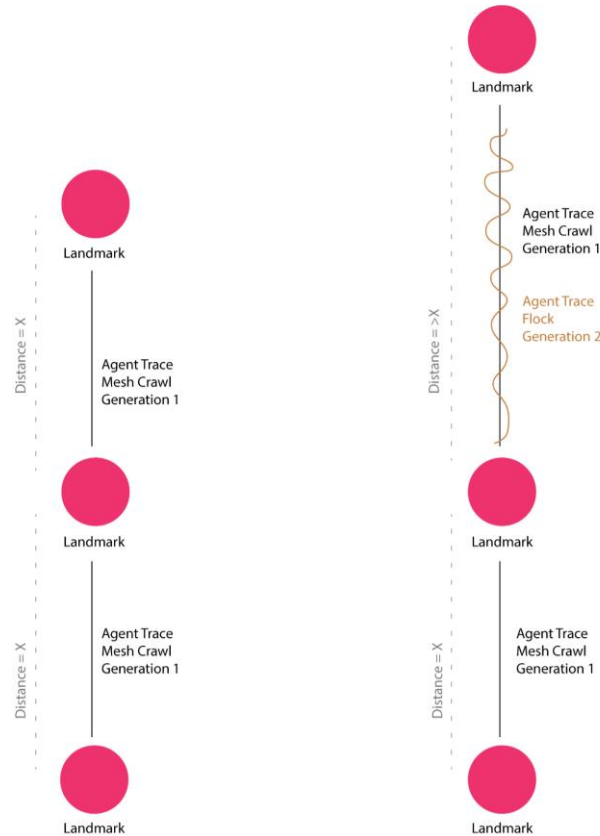 Landmark
Distance = X
Agent Trace
Mesh Crawl
Generation 1
Landmark
Distance = X
Agent Trace
Mesh Crawl
Generation 1
Landmark
Landmark
Distance = >X
Agent Trace
Mesh Crawl
Generation 1
Agent Trace
Flock
Generation 2
Landmark
Distance = X
Agent Trace
Mesh Crawl
Generation 1
Landmark